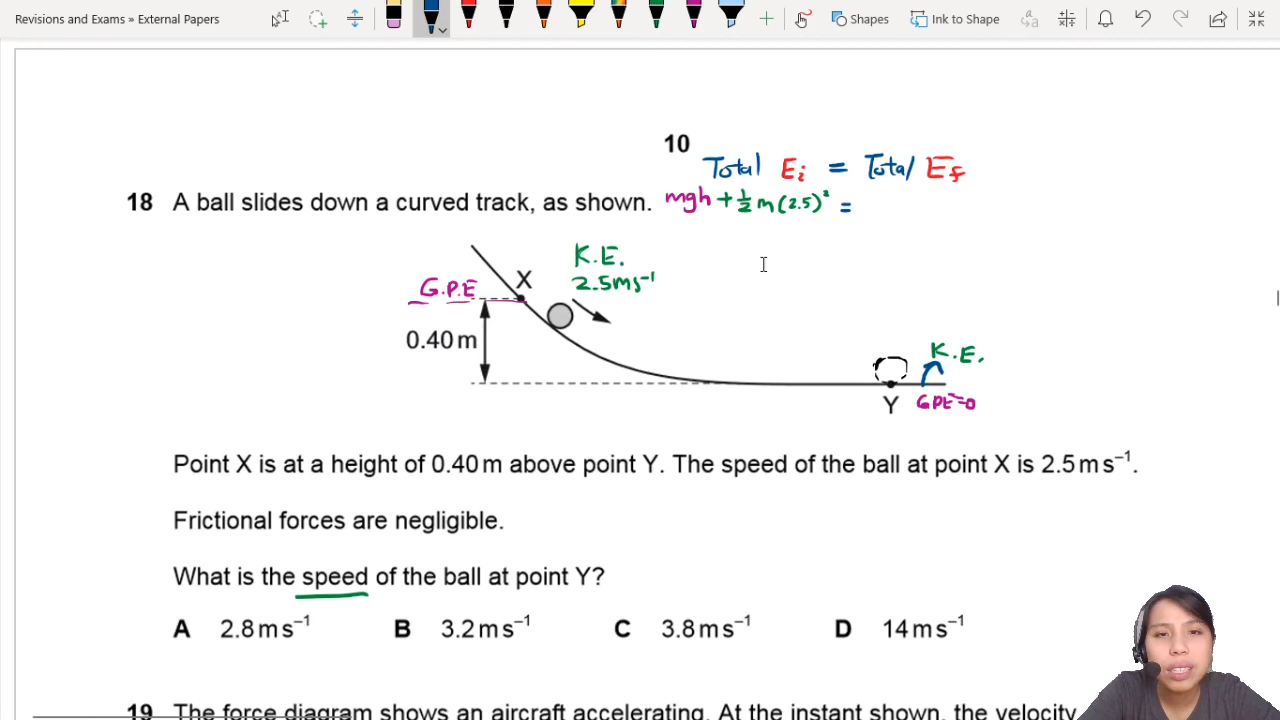 Revisions and Exams » External Papers
Shapes
Ink to Shape
10
Total Ei = Total Ef
18 A ball slides down a curved track, as shown. mgh + ½ m (2.5)² =
K.E.
2.5ms⁻¹
G.P.E
X
0.40 m
K.E.
Y
GPE=0
Point X is at a height of 0.40 m above point Y. The speed of the ball at point X is 2.5 m s⁻¹.
Frictional forces are negligible.
What is the speed of the ball at point Y?
A 2.8 m s⁻¹ B 3.2 m s⁻¹ C 3.8 m s⁻¹ D 14 m s⁻¹
19 The force diagram shows an aircraft accelerating. At the instant shown, the velocity